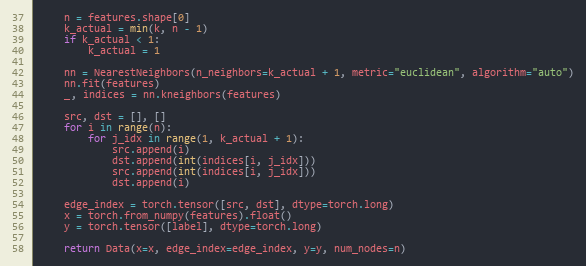 37 n = features.shape[0]
38 k_actual = min(k, n - 1)
39 if k_actual < 1:
40     k_actual = 1
41
42 nn = NearestNeighbors(n_neighbors=k_actual + 1, metric="euclidean", algorithm="auto")
43 nn.fit(features)
44 _, indices = nn.kneighbors(features)
45
46 src, dst = [], []
47 for i in range(n):
48     for j_idx in range(1, k_actual + 1):
49         src.append(i)
50         dst.append(int(indices[i, j_idx]))
51         src.append(int(indices[i, j_idx]))
52         dst.append(i)
53
54 edge_index = torch.tensor([src, dst], dtype=torch.long)
55 x = torch.from_numpy(features).float()
56 y = torch.tensor([label], dtype=torch.long)
57
58 return Data(x=x, edge_index=edge_index, y=y, num_nodes=n)